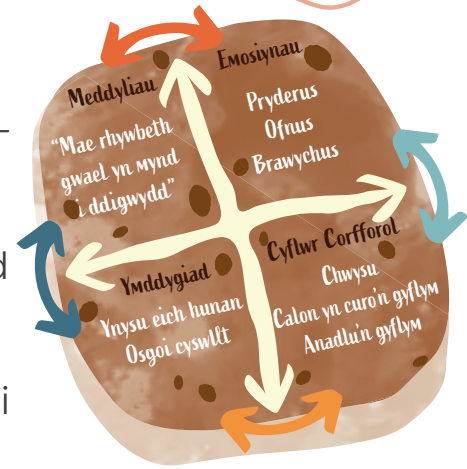 Meddyliau
"Mae rhywbeth
gwael yn mynd
i ddigwydd"
Emosiynau
Pryderus
Ofnus
Brawychus
Ymddygiad
Ynysu eich hunan
Osgoi cyswllt
Cyflwr Corfforol
Chwysu
Calon yn curo'n gyflym
Anadlu'n gyflym